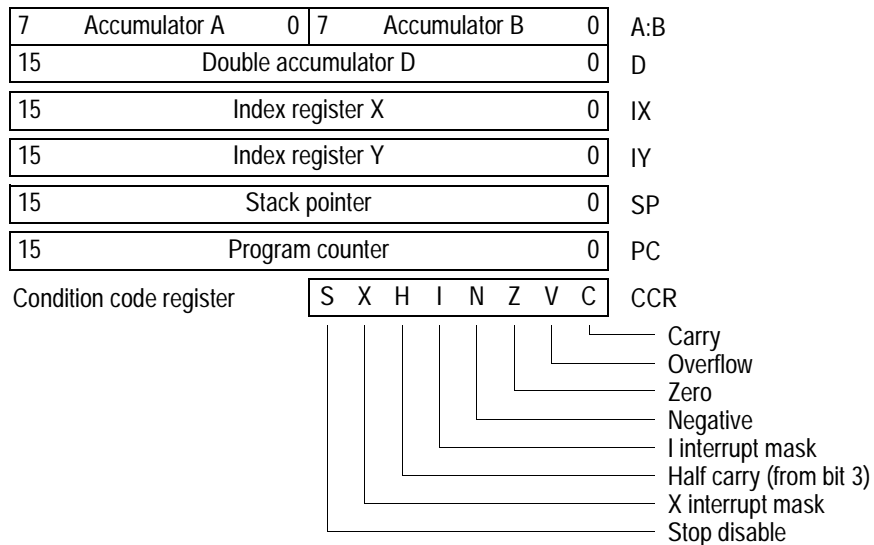 7 Accumulator A 0 7 Accumulator B 0 A:B
15 Double accumulator D 0 D
15 Index register X 0 IX
15 Index register Y 0 IY
15 Stack pointer 0 SP
15 Program counter 0 PC
Condition code register S X H I N Z V C CCR
Carry
Overflow
Zero
Negative
I interrupt mask
Half carry (from bit 3)
X interrupt mask
Stop disable